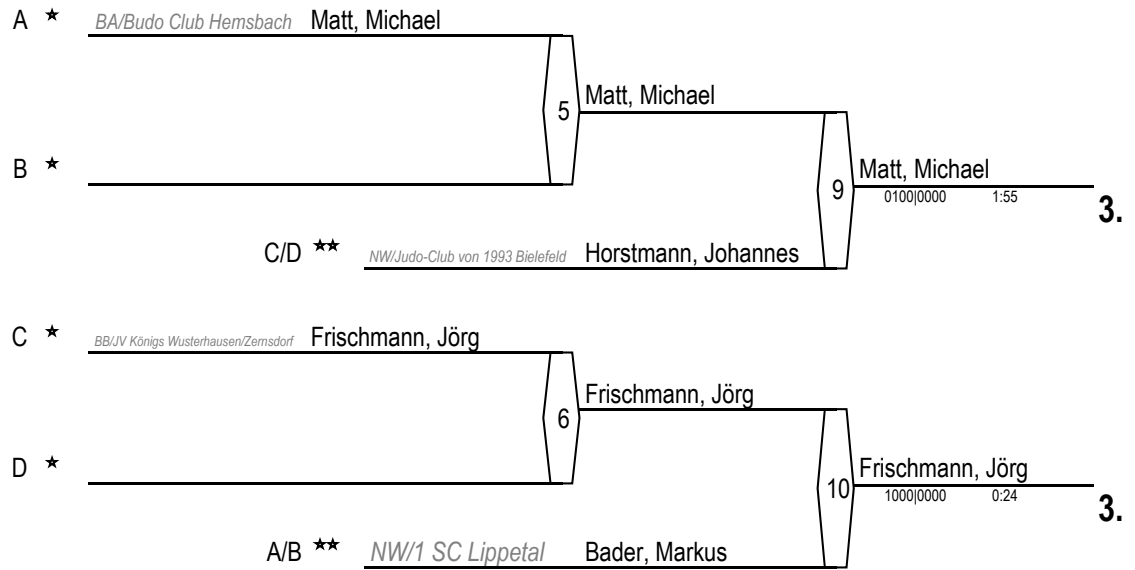 A ★ BA/Budo Club Hemsbach Matt, Michael
5 Matt, Michael
B ★
9 Matt, Michael
0100|0000 1:55
3.
C/D ★★ NW/Judo-Club von 1993 Bielefeld Horstmann, Johannes
C ★ BB/JV Königs Wusterhausen/Zernsdorf Frischmann, Jörg
6 Frischmann, Jörg
D ★
10 Frischmann, Jörg
1000|0000 0:24
3.
A/B ★★ NW/1 SC Lippetal Bader, Markus